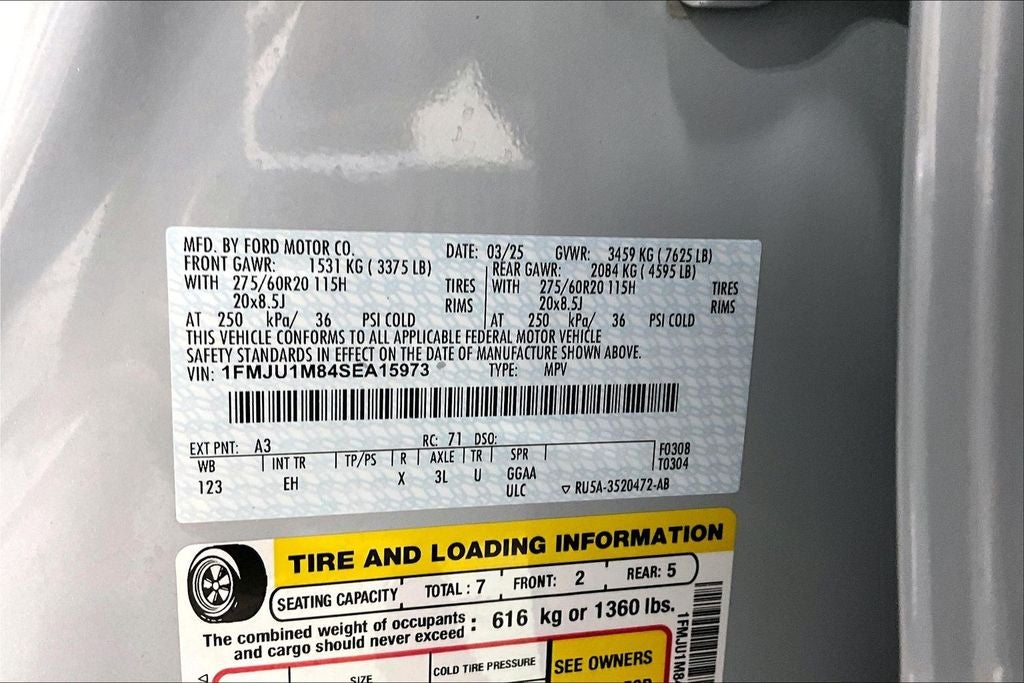 MFD. BY FORD MOTOR CO. DATE: 03/25 GVWR: 3459 KG ( 7625 LB)
FRONT GAWR: 1531 KG ( 3375 LB) REAR GAWR: 2084 KG ( 4595 LB)
WITH 275/60R20 115H TIRES WITH 275/60R20 115H TIRES
20x8.5J RIMS 20x8.5J RIMS
AT 250 kPa/ 36 PSI COLD AT 250 kPa/ 36 PSI COLD
THIS VEHICLE CONFORMS TO ALL APPLICABLE FEDERAL MOTOR VEHICLE
SAFETY STANDARDS IN EFFECT ON THE DATE OF MANUFACTURE SHOWN ABOVE.
VIN: 1FMJU1M84SEA15973 TYPE: MPV
EXT PNT: A3 RC: 71 DSO:
WB INT TR TP/PS R AXLE TR SPR F0308
T0304
123 EH X 3L U GGAA
ULC RU5A-3520472-AB
TIRE AND LOADING INFORMATION
SEATING CAPACITY TOTAL : 7 FRONT: 2 REAR: 5
The combined weight of occupants
and cargo should never exceed : 616 kg or 1360 lbs.
SIZE COLD TIRE PRESSURE SEE OWNERS
1FMJU1M84